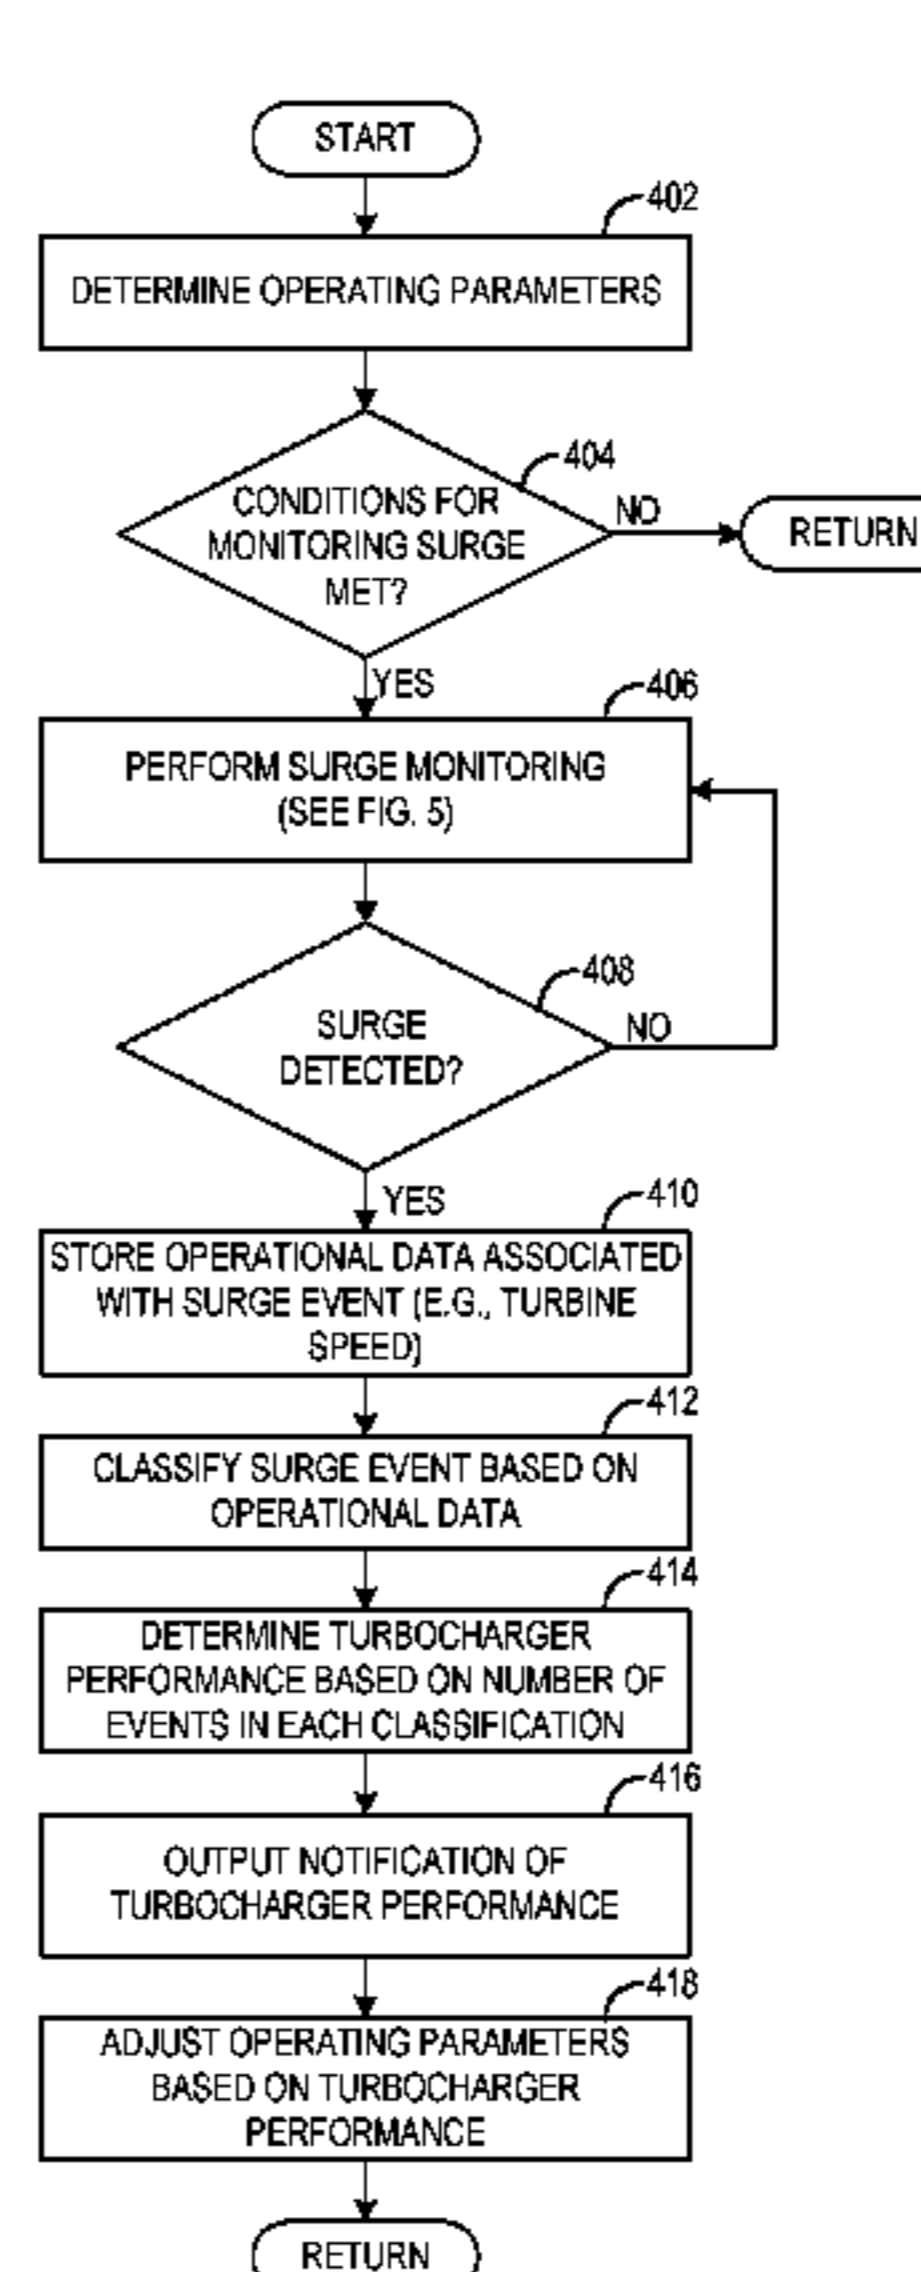 START
402
DETERMINE OPERATING PARAMETERS
404
CONDITIONS FOR
MONITORING SURGE
MET?
NO
RETURN
YES
406
PERFORM SURGE MONITORING
(SEE FIG. 5)
408
SURGE
DETECTED?
NO
YES
410
STORE OPERATIONAL DATA ASSOCIATED
WITH SURGE EVENT (E.G., TURBINE
SPEED)
412
CLASSIFY SURGE EVENT BASED ON
OPERATIONAL DATA
414
DETERMINE TURBOCHARGER
PERFORMANCE BASED ON NUMBER OF
EVENTS IN EACH CLASSIFICATION
416
OUTPUT NOTIFICATION OF
TURBOCHARGER PERFORMANCE
418
ADJUST OPERATING PARAMETERS
BASED ON TURBOCHARGER
PERFORMANCE
RETURN